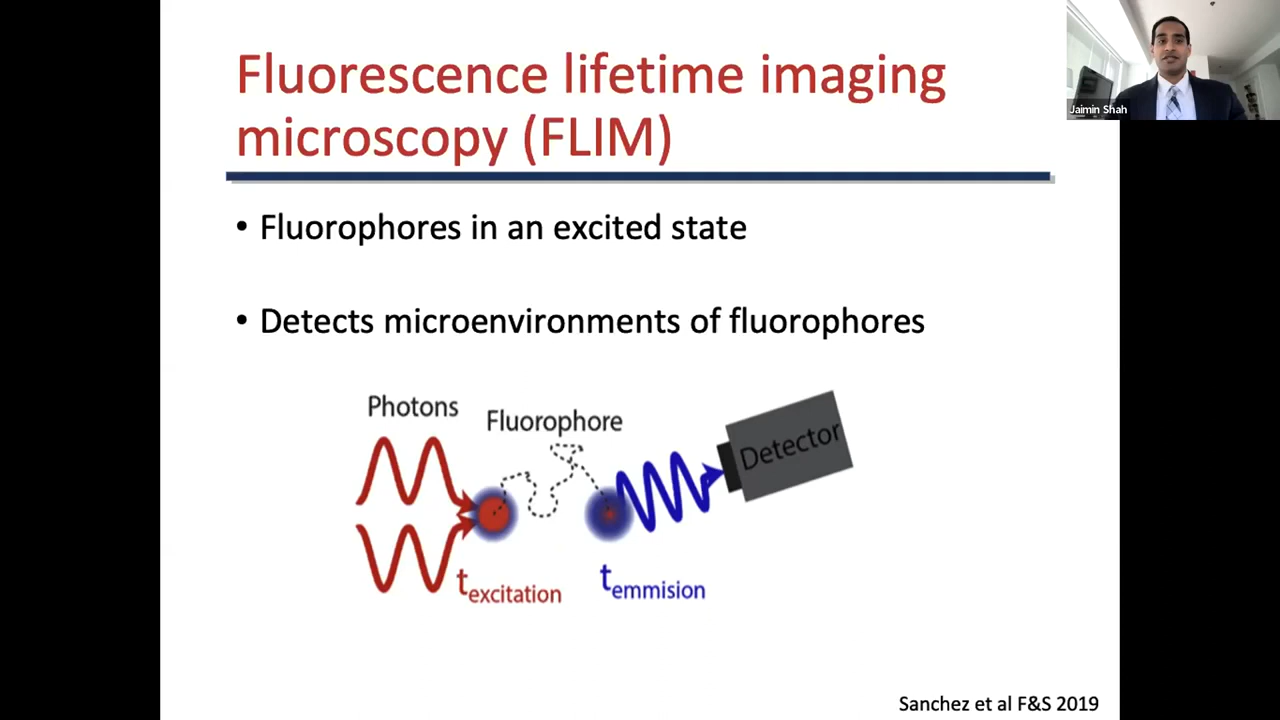 Fluorescence lifetime imaging
microscopy (FLIM)
Jaimin Shah
• Fluorophores in an excited state
• Detects microenvironments of fluorophores
Photons
Fluorophore
Detector
texcitation
temmision
Sanchez et al F&S 2019